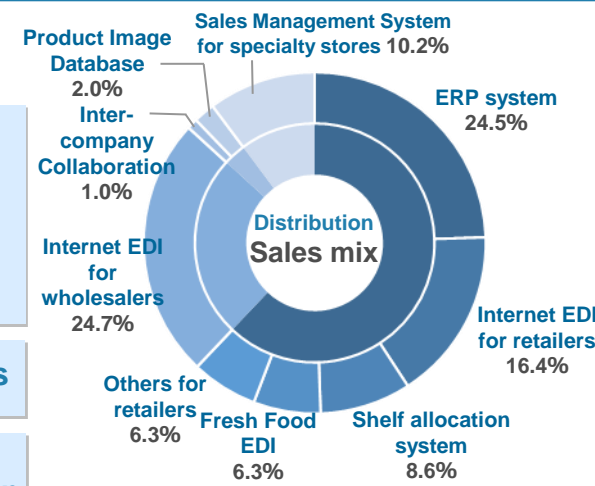 Sales Management System
for specialty stores 10.2%
Product Image
Database
2.0%
Inter-
company
Collaboration
1.0%
ERP system
24.5%
Distribution
Sales mix
Internet EDI
for
wholesalers
24.7%
Internet EDI
for retailers
16.4%
Others for
retailers
6.3%
Fresh Food
EDI
6.3%
Shelf allocation
system
8.6%
s